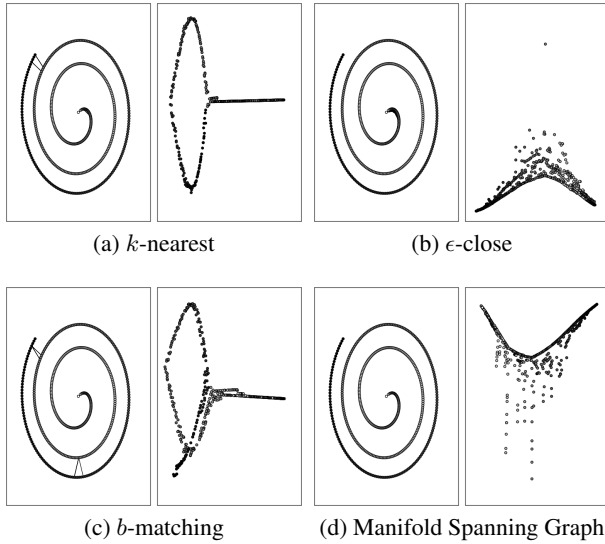 (a) k-nearest
(b) ϵ-close
(c) b-matching
(d) Manifold Spanning Graph